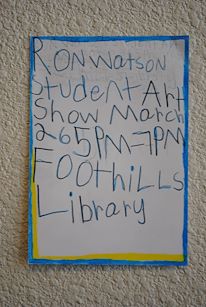 RONWatson
Student Art
Show March
26 5PM-7PM
FOOtHiLLS
Library